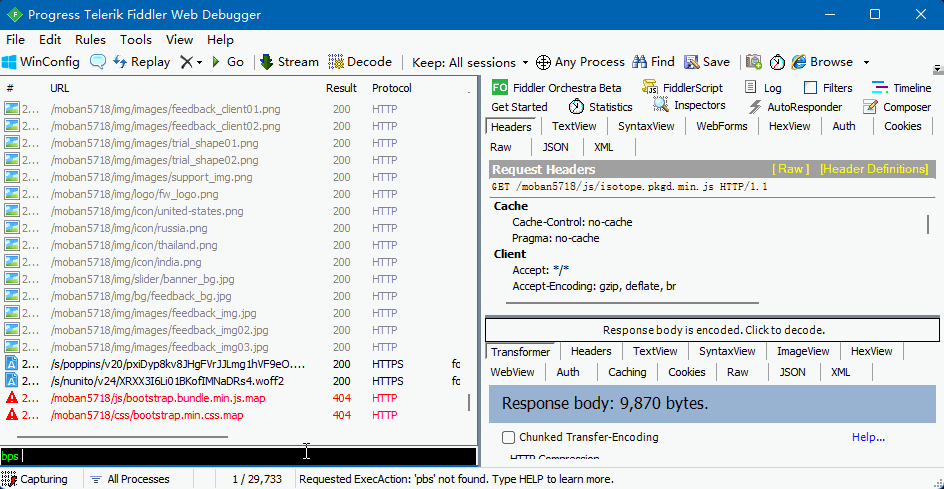 Progress Telerik Fiddler Web Debugger
File Edit Rules Tools View Help
WinConfig Replay Go Stream Decode Keep: All sessions Any Process Find Save Browse
# URL Result Protocol
2... /moban5718/img/images/feedback_client01.png 200 HTTP
2... /moban5718/img/images/feedback_client02.png 200 HTTP
2... /moban5718/img/images/trial_shape01.png 200 HTTP
2... /moban5718/img/images/trial_shape02.png 200 HTTP
2... /moban5718/img/images/support_img.png 200 HTTP
2... /moban5718/img/logo/fw_logo.png 200 HTTP
2... /moban5718/img/icon/united-states.png 200 HTTP
2... /moban5718/img/icon/russia.png 200 HTTP
2... /moban5718/img/icon/thailand.png 200 HTTP
2... /moban5718/img/icon/india.png 200 HTTP
2... /moban5718/img/slider/banner_bg.jpg 200 HTTP
2... /moban5718/img/bg/feedback_bg.jpg 200 HTTP
2... /moban5718/img/images/feedback_img.jpg 200 HTTP
2... /moban5718/img/images/feedback_img02.jpg 200 HTTP
2... /moban5718/img/images/feedback_img03.jpg 200 HTTP
2... /s/poppins/v20/pxiDyp8kv8JHgFVrJJLmg1hVF9eO.... 200 HTTPS fo
2... /s/nunito/v24/XRXX3I6Li01BKofIMNaDRs4.woff2 200 HTTPS fo
2... /moban5718/js/bootstrap.bundle.min.js.map 404 HTTP
2... /moban5718/css/bootstrap.min.css.map 404 HTTP
bps
FO Fiddler Orchestra Beta FiddlerScript Log Filters Timeline
Get Started Statistics Inspectors AutoResponder Composer
Headers TextView SyntaxView WebForms HexView Auth Cookies
Raw JSON XML
Request Headers [ Raw ] [Header Definitions]
GET /moban5718/js/isotope.pkgd.min.js HTTP/1.1
Cache
Cache-Control: no-cache
Pragma: no-cache
Client
Accept: */*
Accept-Encoding: gzip, deflate, br
Response body is encoded. Click to decode.
Transformer Headers TextView SyntaxView ImageView HexView
WebView Auth Caching Cookies Raw JSON XML
Response body: 9,870 bytes.
Chunked Transfer-Encoding Help...
HTTP Compression
Capturing All Processes 1 / 29,733 Requested ExecAction: 'pbs' not found. Type HELP to learn more.